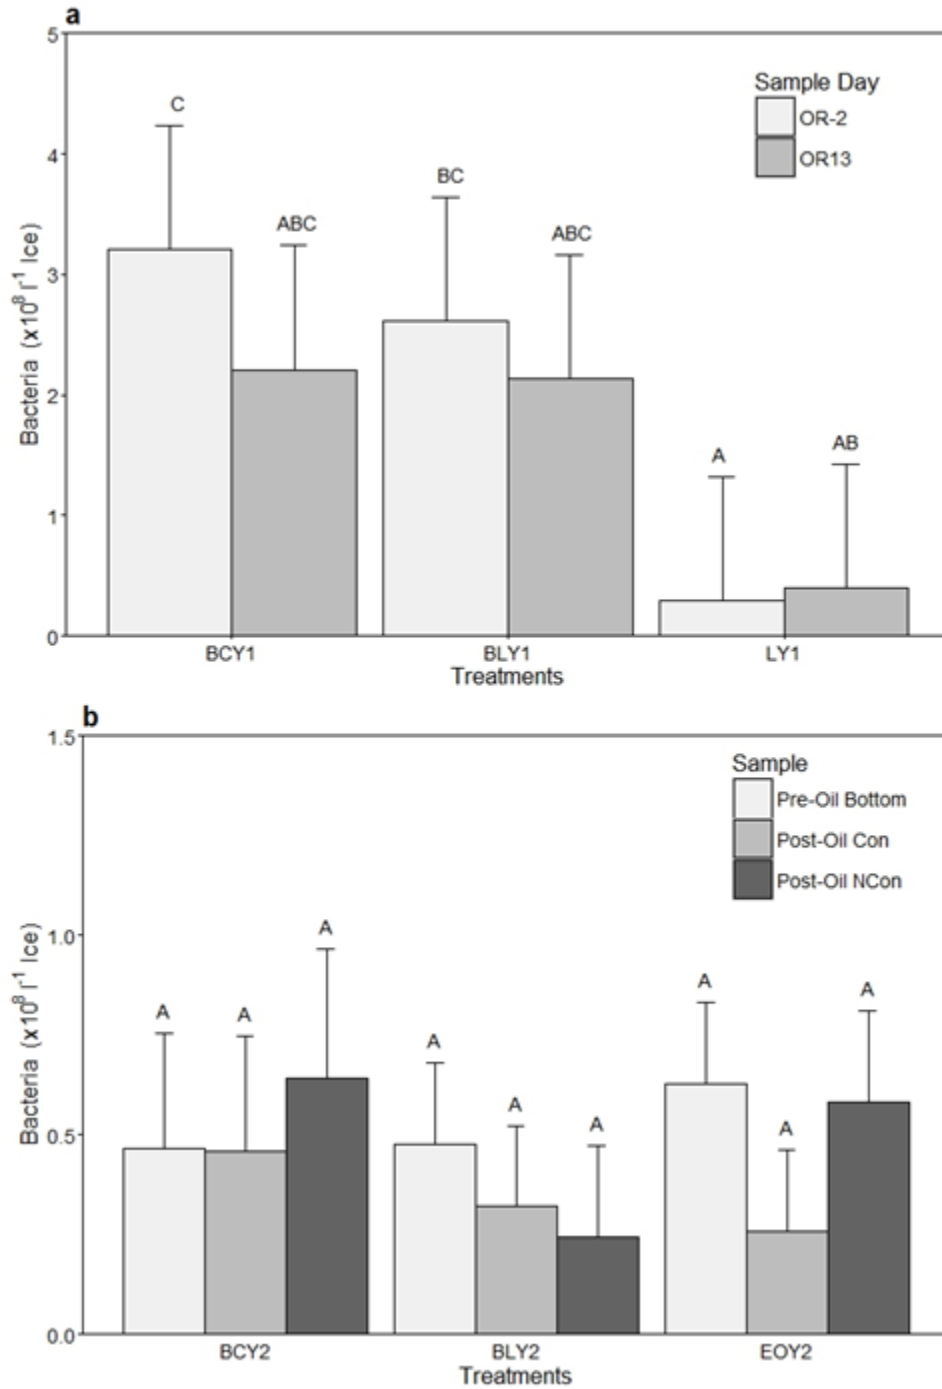 a
5
4
3
2
1
0
Bacteria (x10⁸ l⁻¹ Ice)
C
ABC
BC
ABC
A
AB
Sample Day
OR-2
OR13
BCY1 BLY1 LY1
Treatments
b
1.5
1.0
0.5
0.0
Bacteria (x10⁸ l⁻¹ Ice)
A
A
A
A
A
A
A
A
A
Sample
Pre-Oil Bottom
Post-Oil Con
Post-Oil NCon
BCY2 BLY2 EOY2
Treatments